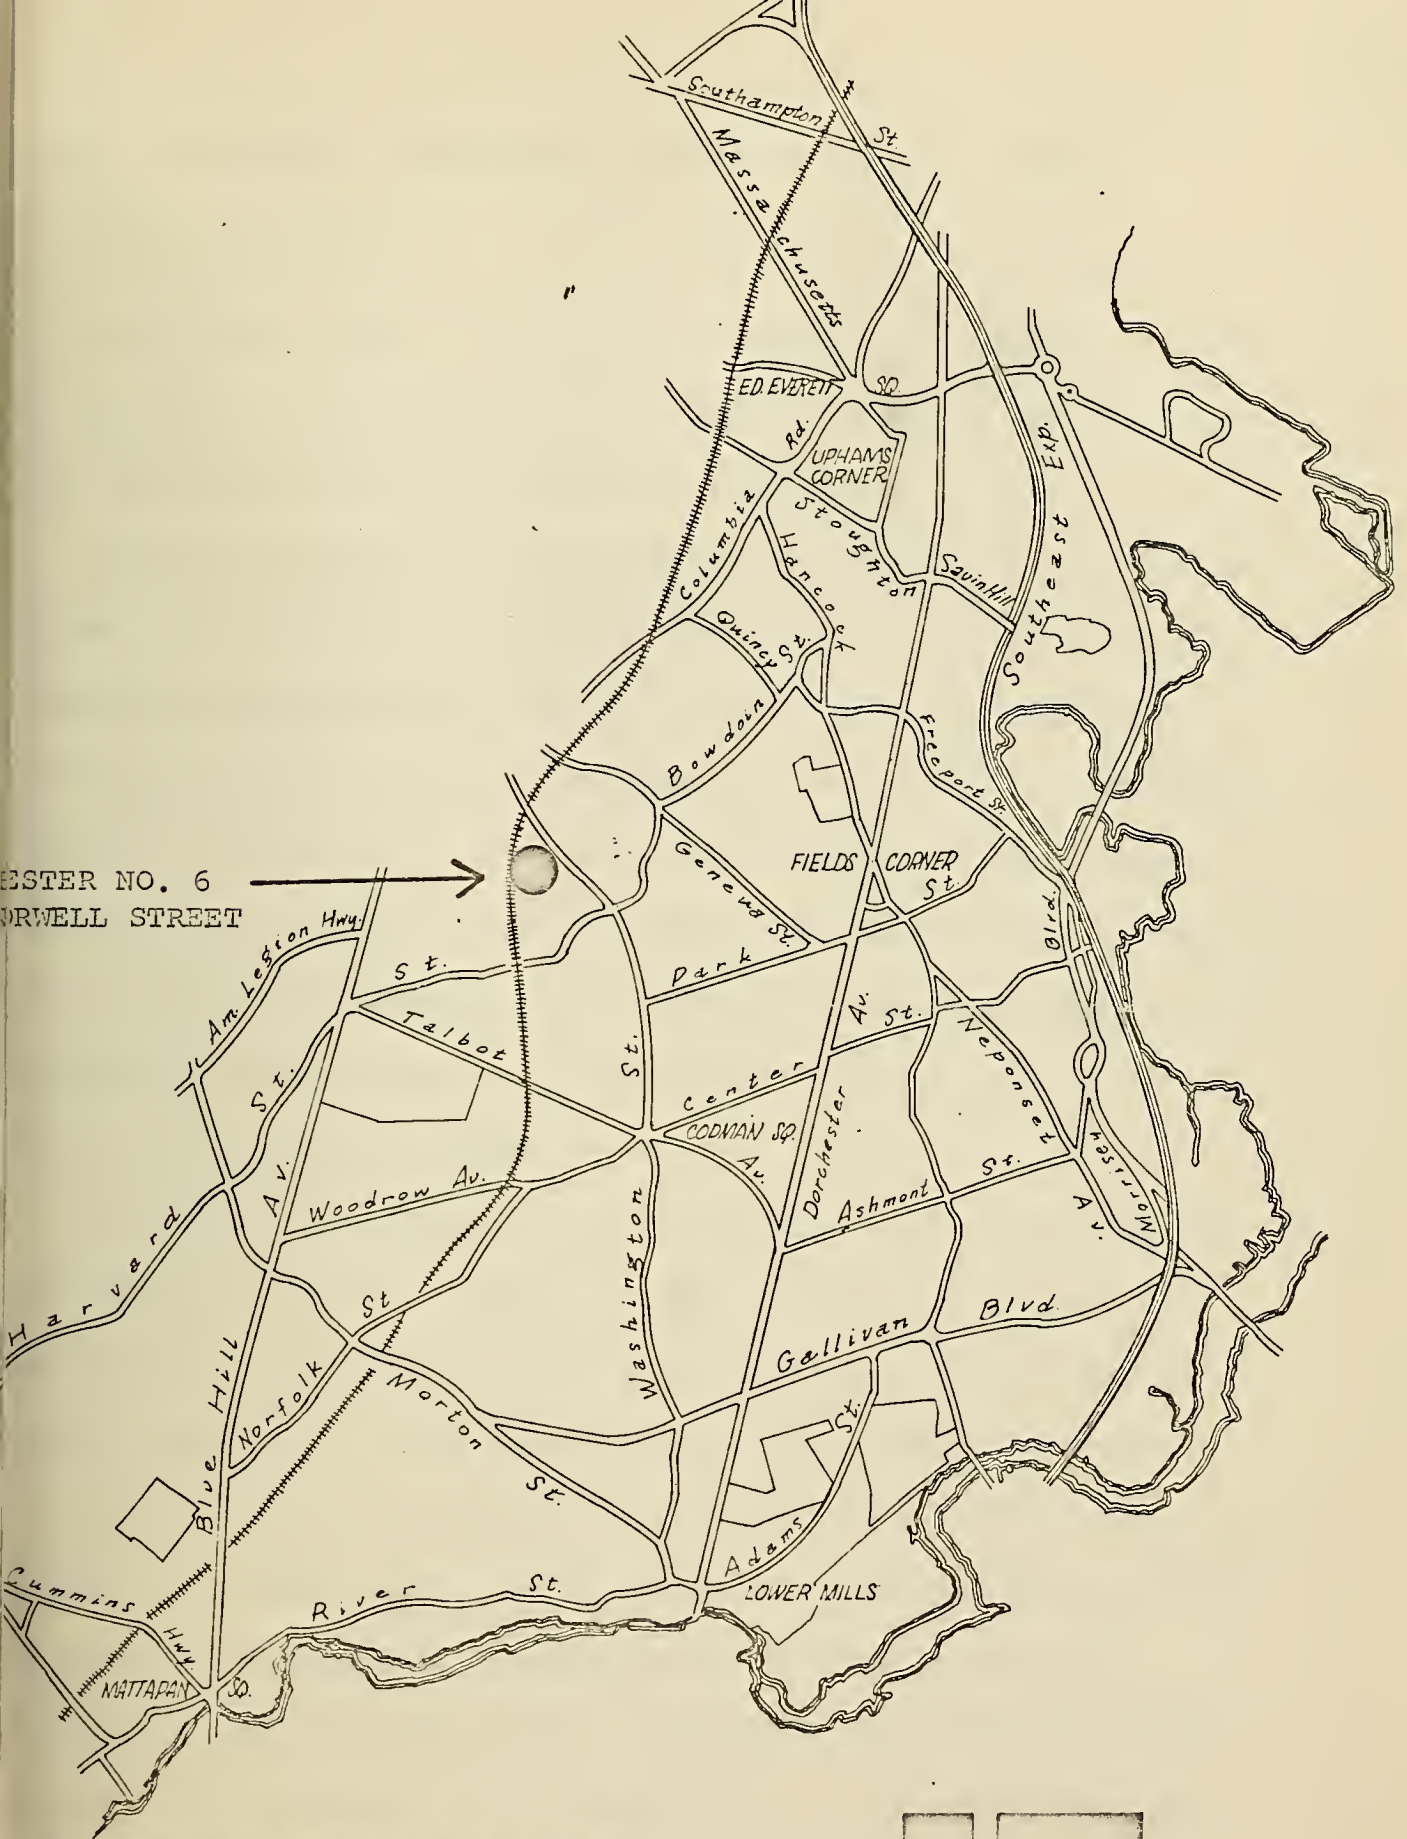 Southampton St.
Massachusetts
ED. EVERETT SQ.
Rd.
UPHAMS
CORNER
Southeast Exp.
Columbia
Stoughton
Hancock
Savin Hill
Quincy
St.
Bowdoin
Freeport St.
Geneva St.
FIELDS CORNER
St.
ESTER NO. 6
ORWELL STREET
Am. Legion Hwy.
St.
Park
Blvd.
Talbot
St.
Av.
St.
St.
Center
Neponset
CODMAN SQ.
Av.
Dorchester
Morrisey
St.
Ashmont
Av.
Woodrow Av.
Av.
Harvard
Washington
St
Blvd.
Gallivan
Blue Hill
Norfolk
Morton
St.
St.
Adams
LOWER MILLS
River St.
Cummins
Hwy.
MATTAPAN SQ.